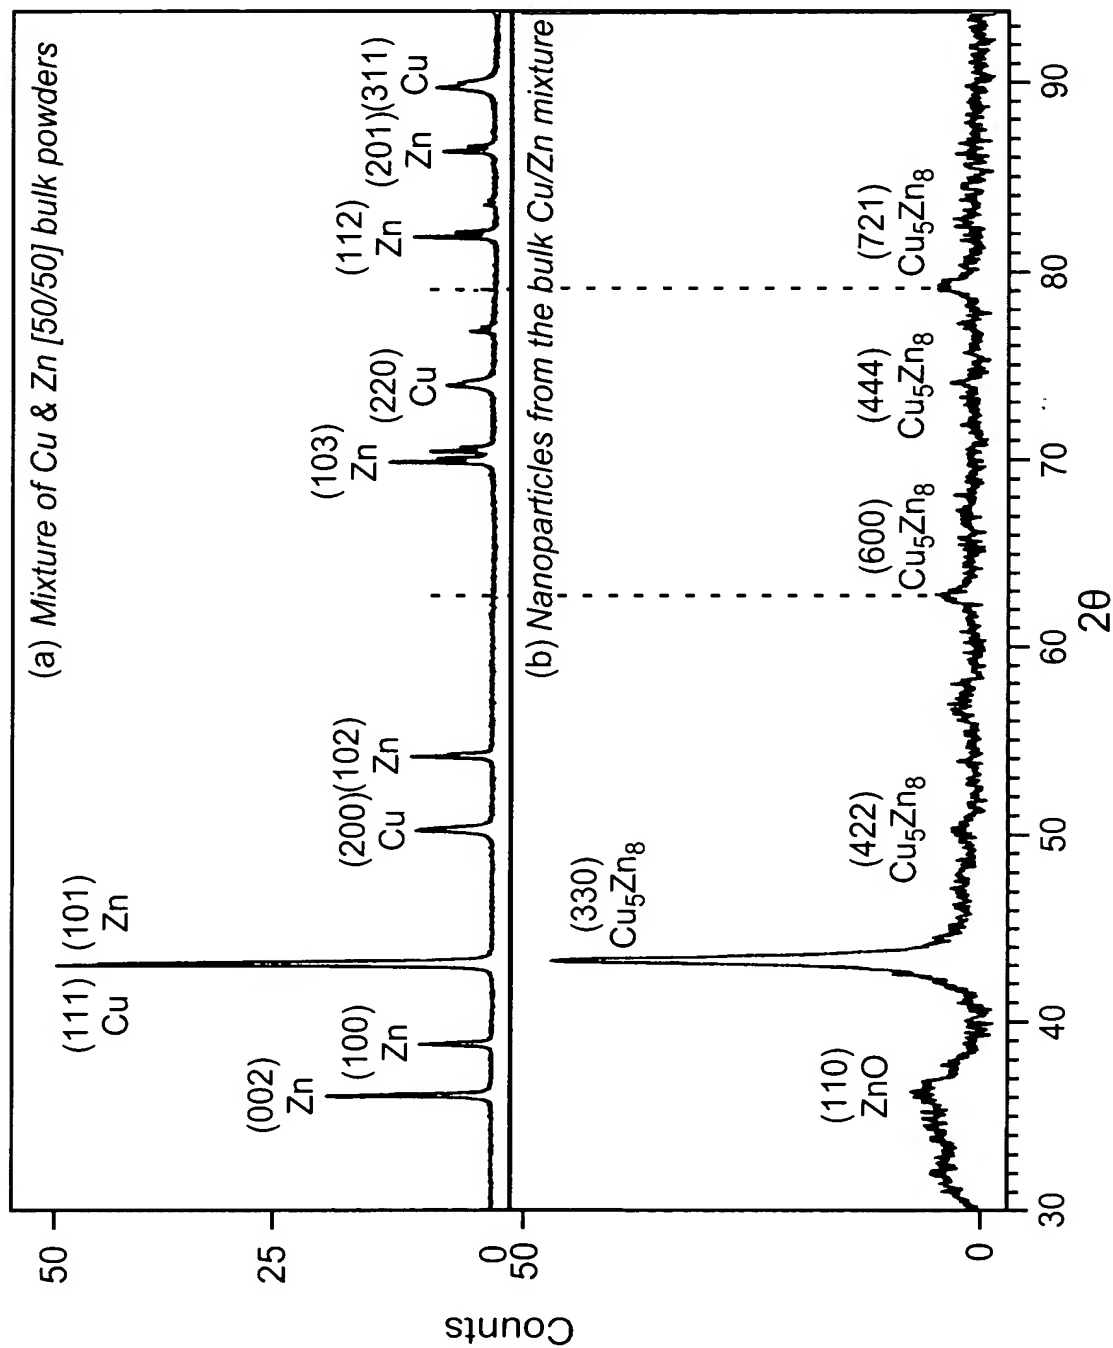 (a) Mixture of Cu & Zn [50/50] bulk powders
(002)
Zn
(100)
Zn
(111)
Cu
(101)
Zn
(200)
Cu
(102)
Zn
(103)
Zn
(220)
Cu
(112)
Zn
(201)
Zn
(311)
Cu
50
25
0
(b) Nanoparticles from the bulk Cu/Zn mixture
(110)
ZnO
(330)
Cu5Zn8
(422)
Cu5Zn8
(600)
Cu5Zn8
(444)
Cu5Zn8
(721)
Cu5Zn8
50
0
Counts
30 40 50 60 70 80 90
2θ